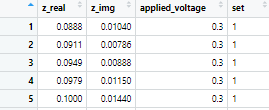 z_real z_img applied_voltage set
1 0.0888 0.01040 0.3 1
2 0.0911 0.00786 0.3 1
3 0.0949 0.00888 0.3 1
4 0.0979 0.01150 0.3 1
5 0.1000 0.01440 0.3 1